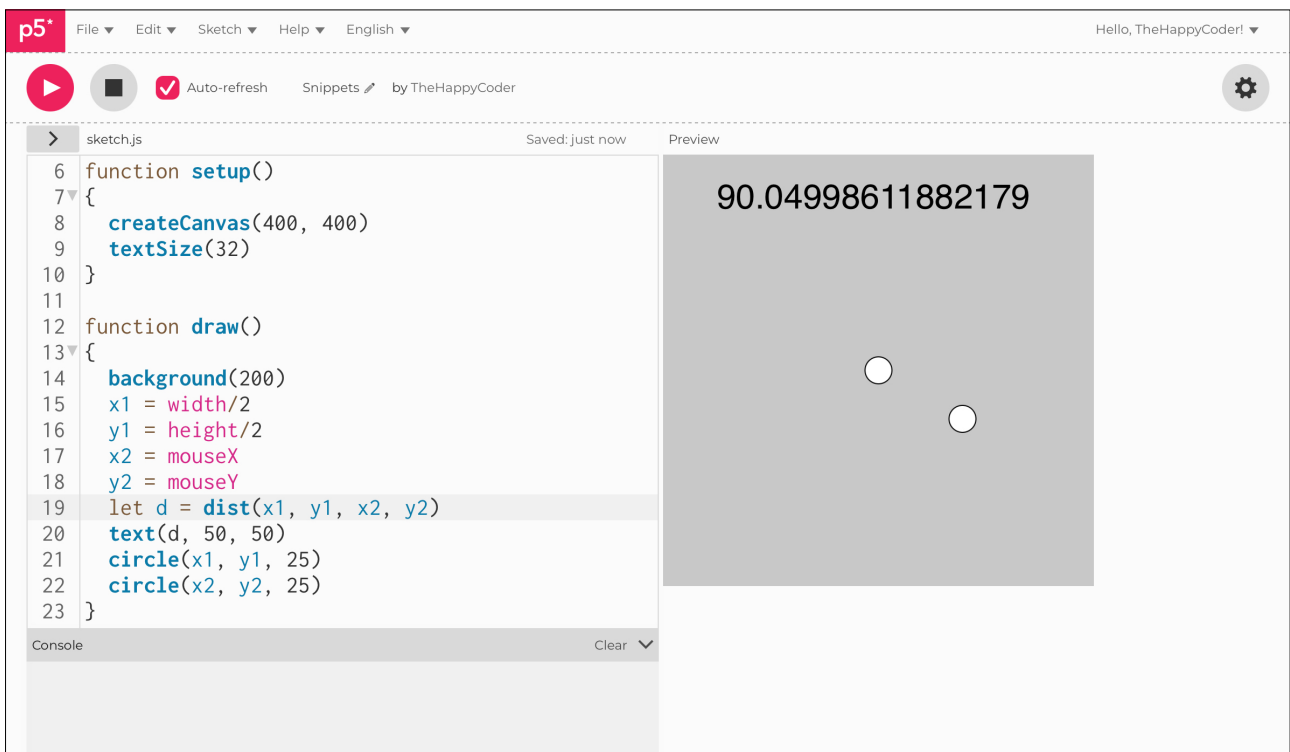 p5* File Edit Sketch Help English Hello, TheHappyCoder!
Auto-refresh Snippets by TheHappyCoder
sketch.js Saved: just now Preview
6 function setup()
7 {
8 createCanvas(400, 400)
9 textSize(32)
10 }
11
12 function draw()
13 {
14 background(200)
15 x1 = width/2
16 y1 = height/2
17 x2 = mouseX
18 y2 = mouseY
19 let d = dist(x1, y1, x2, y2)
20 text(d, 50, 50)
21 circle(x1, y1, 25)
22 circle(x2, y2, 25)
23 }
Console Clear
90.04998611882179